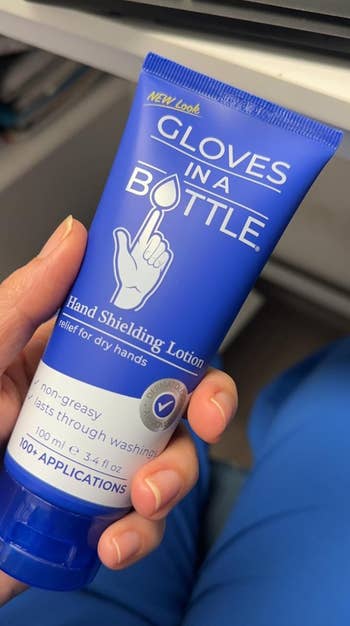 NEW Look
GLOVES
IN A
BOTTLE®
Hand Shielding Lotion
relief for dry hands
✓ non-greasy
✓ lasts through washings
100 ml ℮ 3.4 fl oz
100+ APPLICATIONS